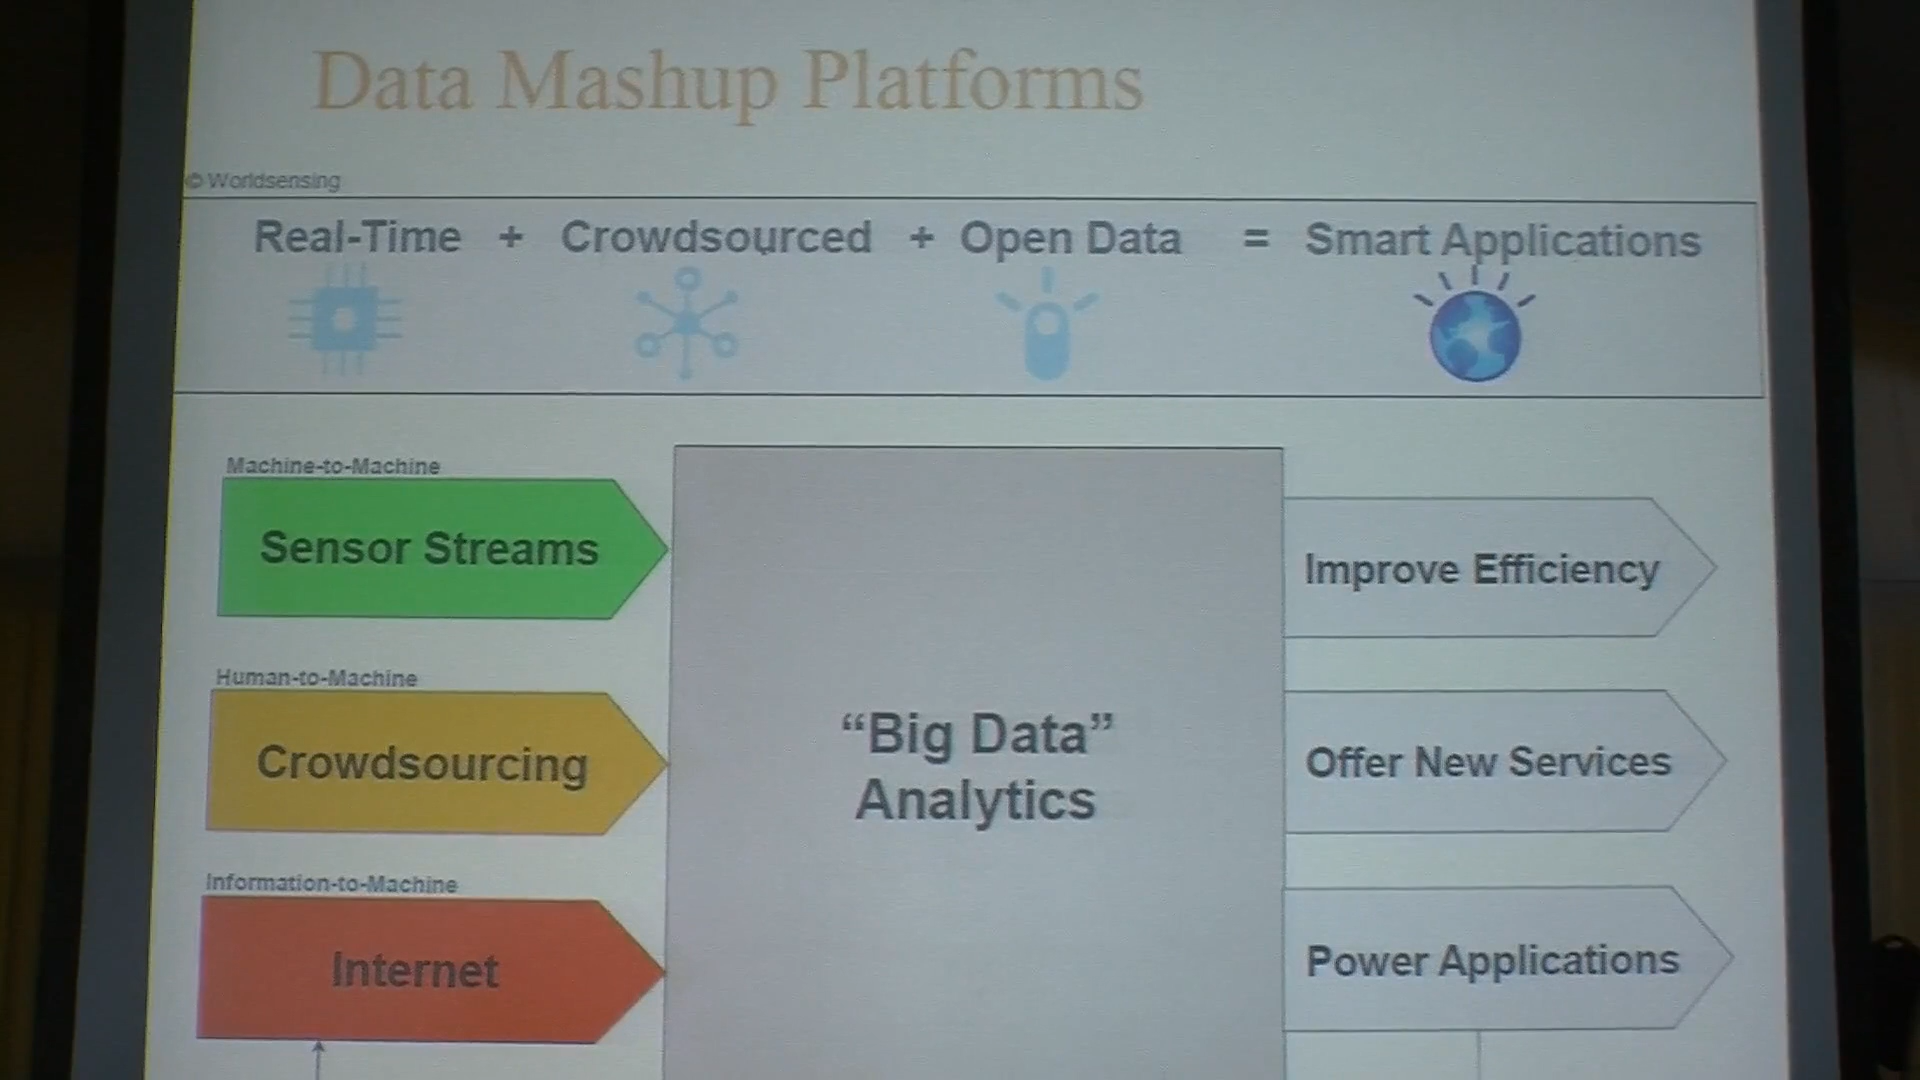 Data Mashup Platforms
© Worldsensing
Real-Time + Crowdsourced + Open Data = Smart Applications
Machine-to-Machine
Sensor Streams
Improve Efficiency
Human-to-Machine
Crowdsourcing
“Big Data”
Analytics
Offer New Services
Information-to-Machine
Internet
Power Applications